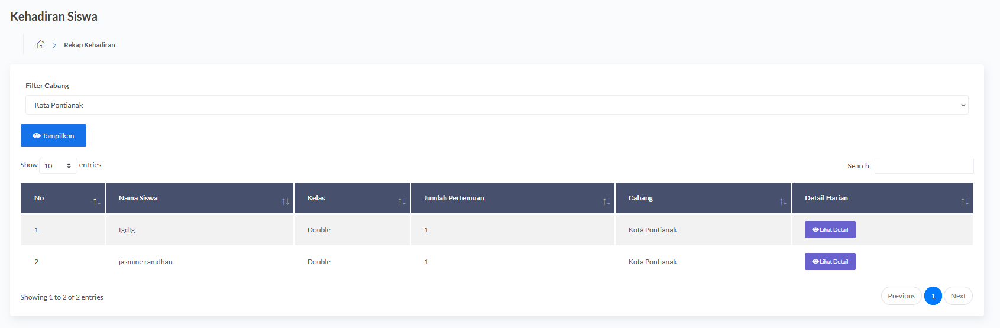 Kehadiran Siswa
Rekap Kehadiran
Filter Cabang
Kota Pontianak
Tampilkan
Show 10 entries
Search:
No Nama Siswa Kelas Jumlah Pertemuan Cabang Detail Harian
1 fgdfg Double 1 Kota Pontianak Lihat Detail
2 jasmine ramdhan Double 1 Kota Pontianak Lihat Detail
Showing 1 to 2 of 2 entries
Previous 1 Next